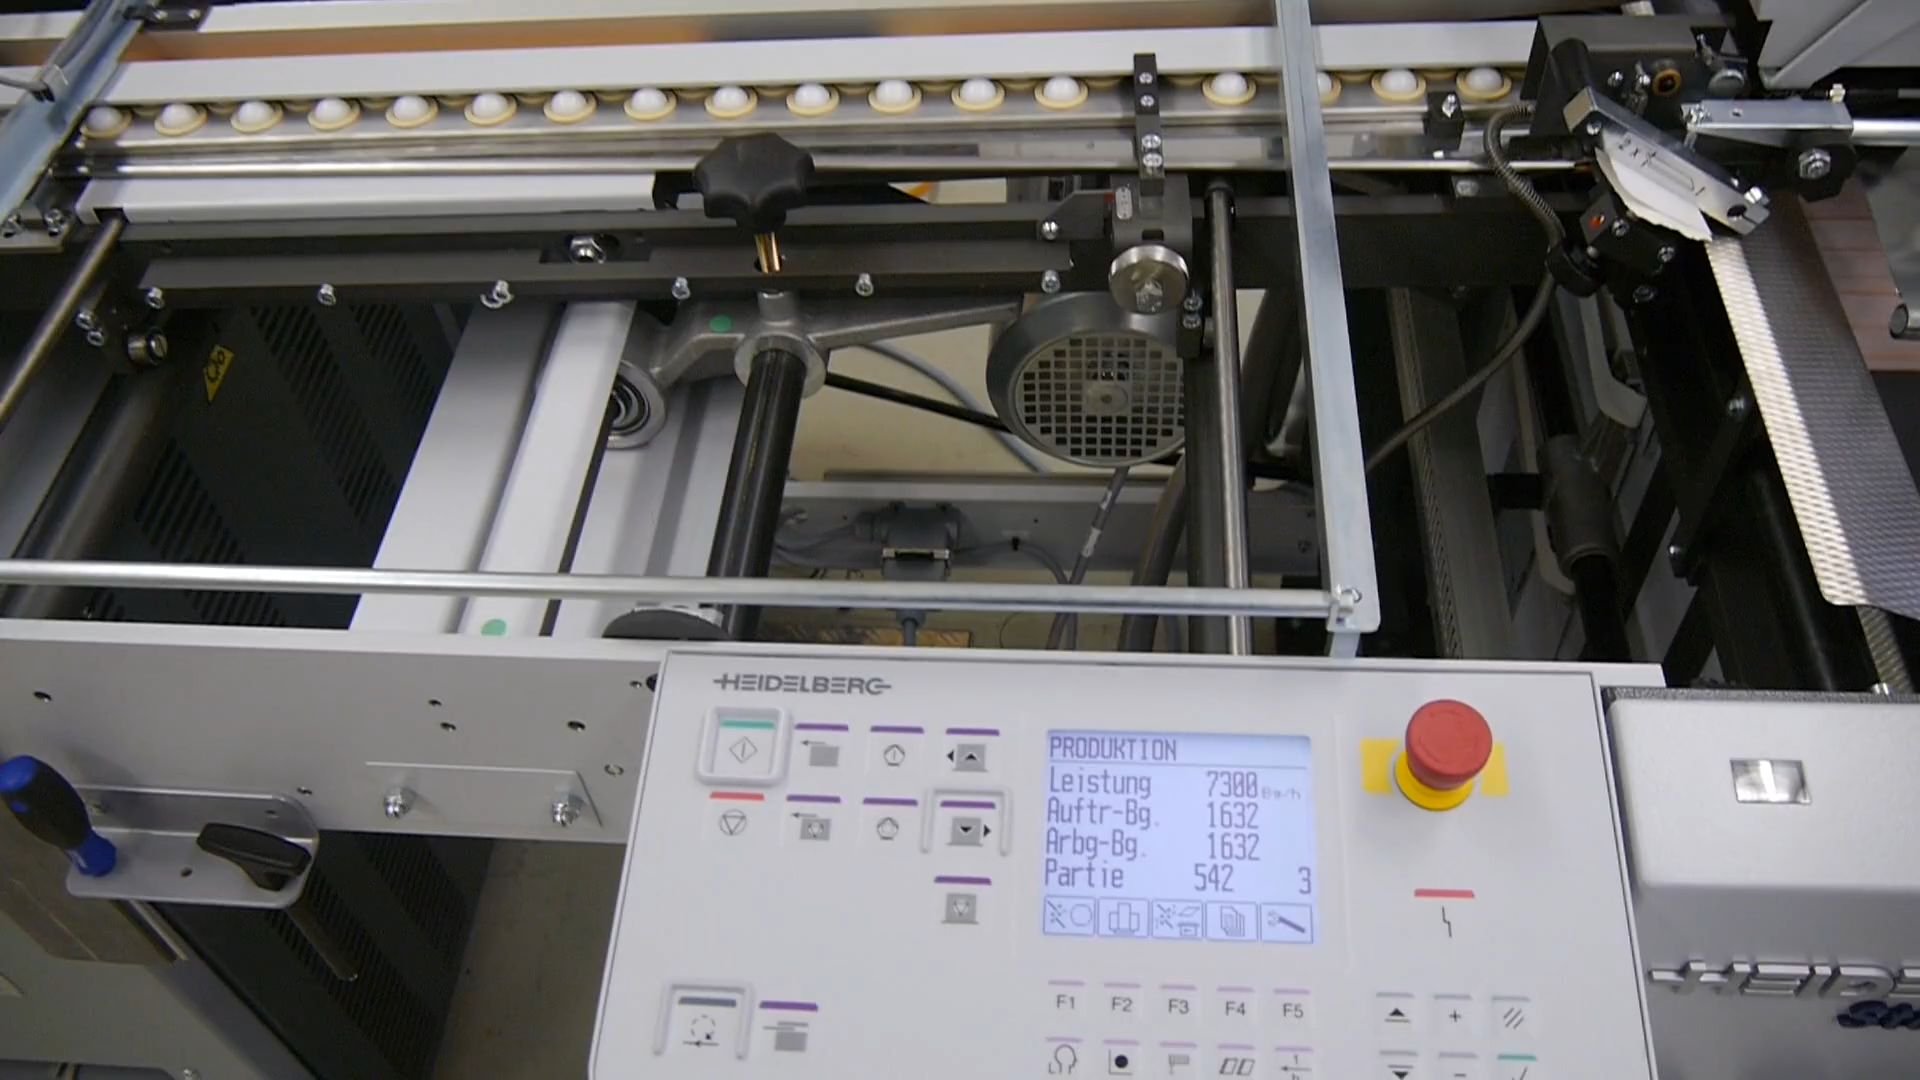 2x
HEIDELBERG
PRODUKTION
Leistung 7300 Bg/h
Auftr-Bg. 1632
Arbg-Bg. 1632
Partie 542 3
F1 F2 F3 F4 F5
+
-
HEIDE